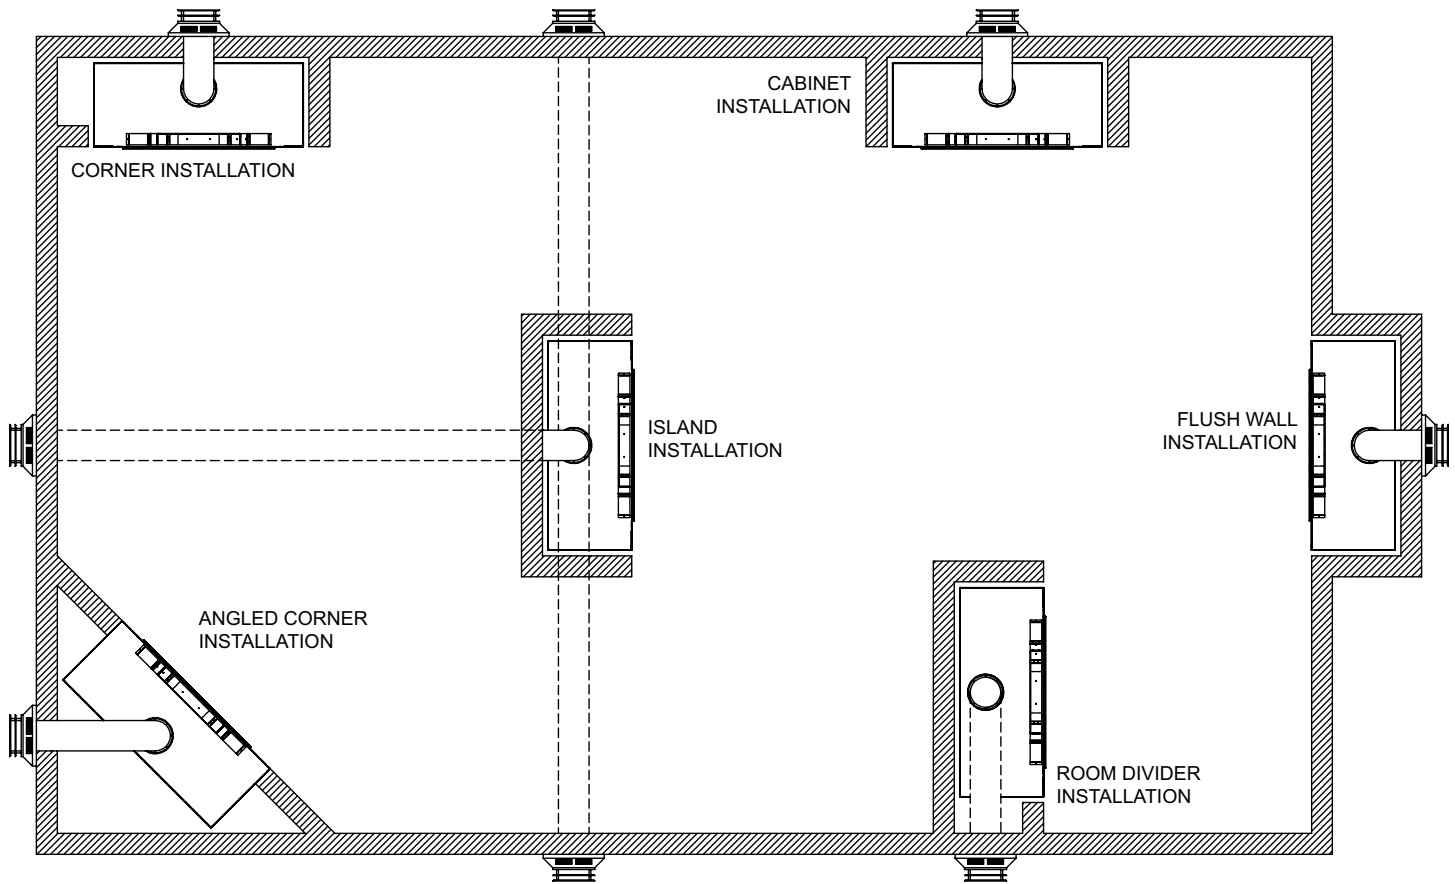 CABINET
INSTALLATION
CORNER INSTALLATION
ISLAND
INSTALLATION
FLUSH WALL
INSTALLATION
ANGLED CORNER
INSTALLATION
ROOM DIVIDER
INSTALLATION